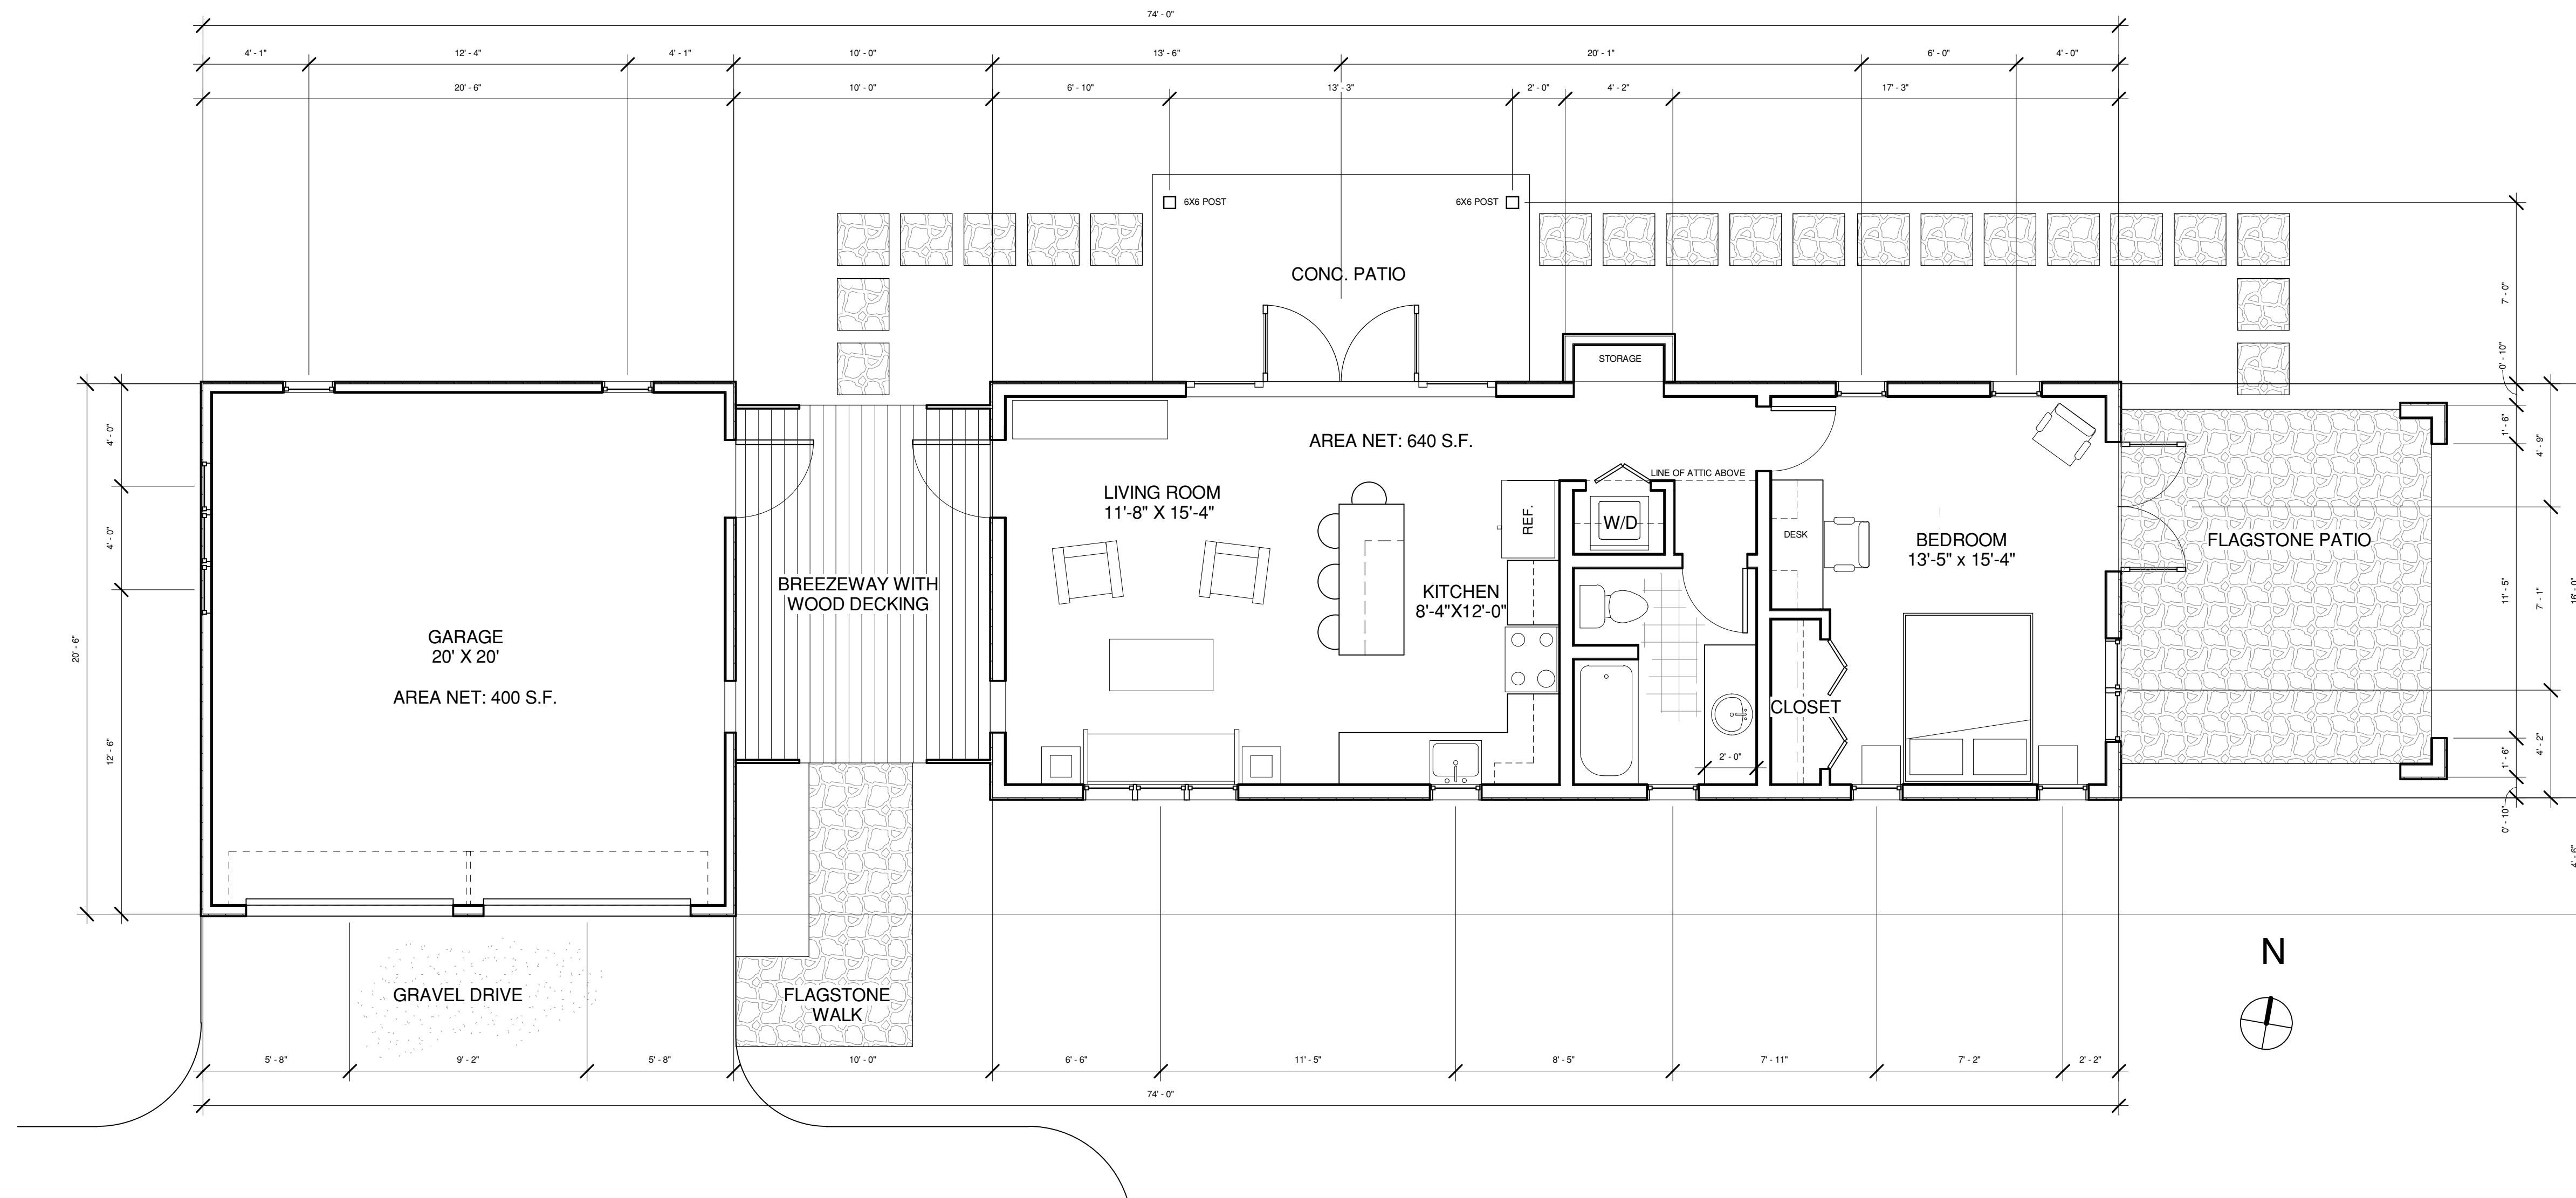 74' - 0"
4' - 1"
12' - 4"
4' - 1"
10' - 0"
13' - 6"
20' - 1"
6' - 0"
4' - 0"
20' - 6"
10' - 0"
6' - 10"
13' - 3"
2' - 0"
4' - 2"
17' - 3"
6X6 POST
6X6 POST
CONC. PATIO
7' - 0"
0' - 10"
STORAGE
4' - 0"
1' - 6"
4' - 9"
AREA NET: 640 S.F.
LINE OF ATTIC ABOVE
LIVING ROOM
11'-8" X 15'-4"
REF.
W/D
DESK
4' - 0"
BEDROOM
13'-5" x 15'-4"
FLAGSTONE PATIO
BREEZEWAY WITH
WOOD DECKING
KITCHEN
8'-4"X12'-0"
11' - 5"
7' - 1"
16' - 0"
GARAGE
20' X 20'
20' - 6"
AREA NET: 400 S.F.
CLOSET
12' - 6"
2' - 0"
1' - 6"
4' - 2"
0' - 10"
4' - 6"
N
GRAVEL DRIVE
FLAGSTONE
WALK
5' - 8"
9' - 2"
5' - 8"
10' - 0"
6' - 6"
11' - 5"
8' - 5"
7' - 11"
7' - 2"
2' - 2"
74' - 0"